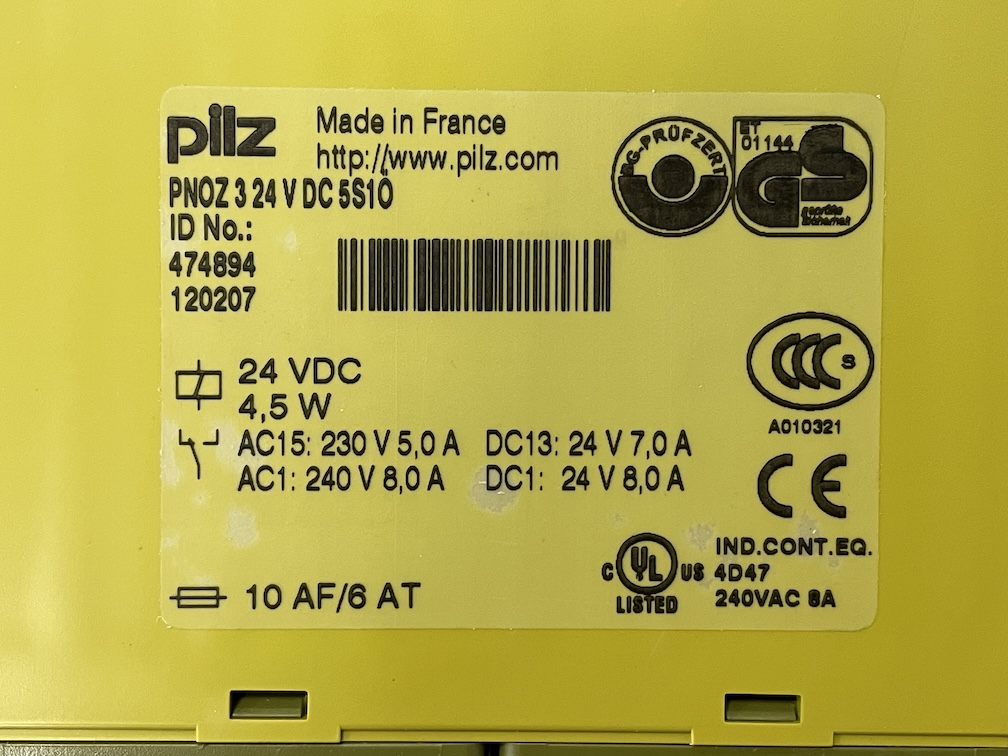 pilz
Made in France
http://www.pilz.com
PNOZ 3 24 V DC 5S1Ö
ID No.:
474894
120207
BG-PRÜFZERT
ET
01144
GS
geprüfte
Sicherheit
24 VDC
4,5 W
AC15: 230 V 5,0 A DC13: 24 V 7,0 A
AC1: 240 V 8,0 A DC1: 24 V 8,0 A
CCC S
A010321
CE
10 AF/6 AT
C UL US
LISTED
IND.CONT.EQ.
4D47
240VAC 8A